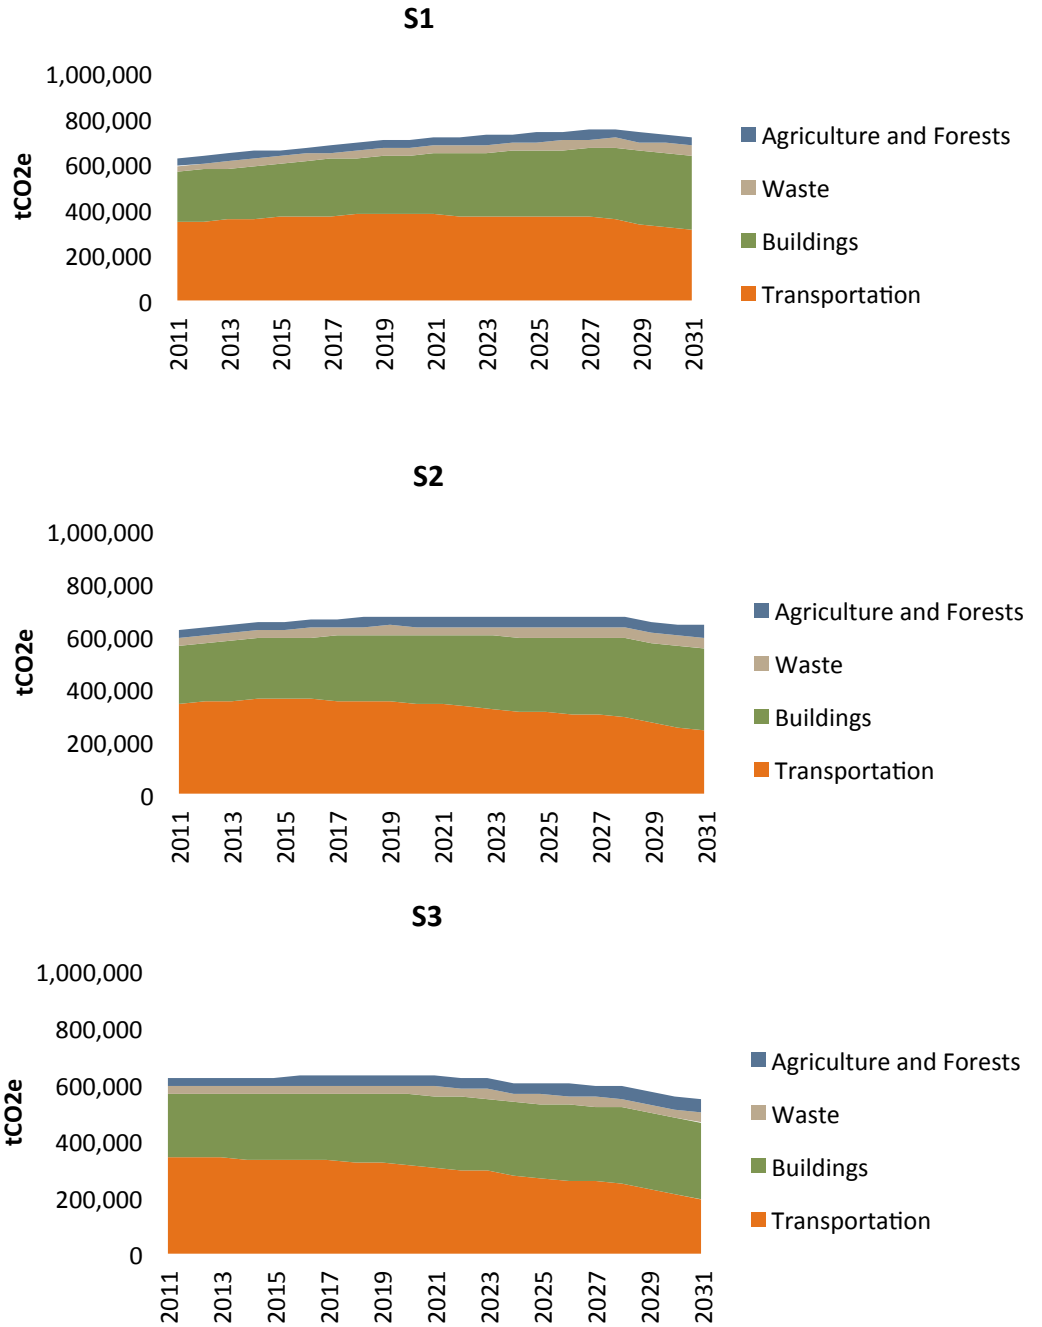 S1
tCO2e
1,000,000
800,000
600,000
400,000
200,000
0
2011
2013
2015
2017
2019
2021
2023
2025
2027
2029
2031
Agriculture and Forests
Waste
Buildings
Transportation
S2
tCO2e
1,000,000
800,000
600,000
400,000
200,000
0
2011
2013
2015
2017
2019
2021
2023
2025
2027
2029
2031
Agriculture and Forests
Waste
Buildings
Transportation
S3
tCO2e
1,000,000
800,000
600,000
400,000
200,000
0
2011
2013
2015
2017
2019
2021
2023
2025
2027
2029
2031
Agriculture and Forests
Waste
Buildings
Transportation